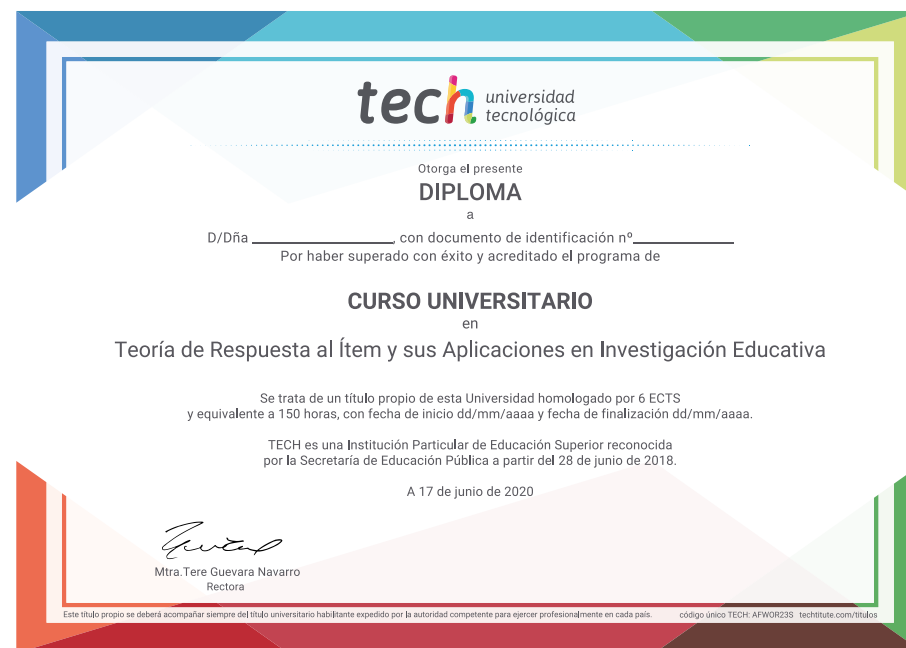 tech universidad
tecnológica
Otorga el presente
DIPLOMA
a
D/Dña ____________________, con documento de identificación nº______________
Por haber superado con éxito y acreditado el programa de
CURSO UNIVERSITARIO
en
Teoría de Respuesta al Ítem y sus Aplicaciones en Investigación Educativa
Se trata de un título propio de esta Universidad homologado por 6 ECTS
y equivalente a 150 horas, con fecha de inicio dd/mm/aaaa y fecha de finalización dd/mm/aaaa.
TECH es una Institución Particular de Educación Superior reconocida
por la Secretaría de Educación Pública a partir del 28 de junio de 2018.
A 17 de junio de 2020
Mtra.Tere Guevara Navarro
Rectora
Este título propio se deberá acompañar siempre del título universitario habilitante expedido por la autoridad competente para ejercer profesionalmente en cada país. código único TECH: AFWOR23S techtitute.com/titulos